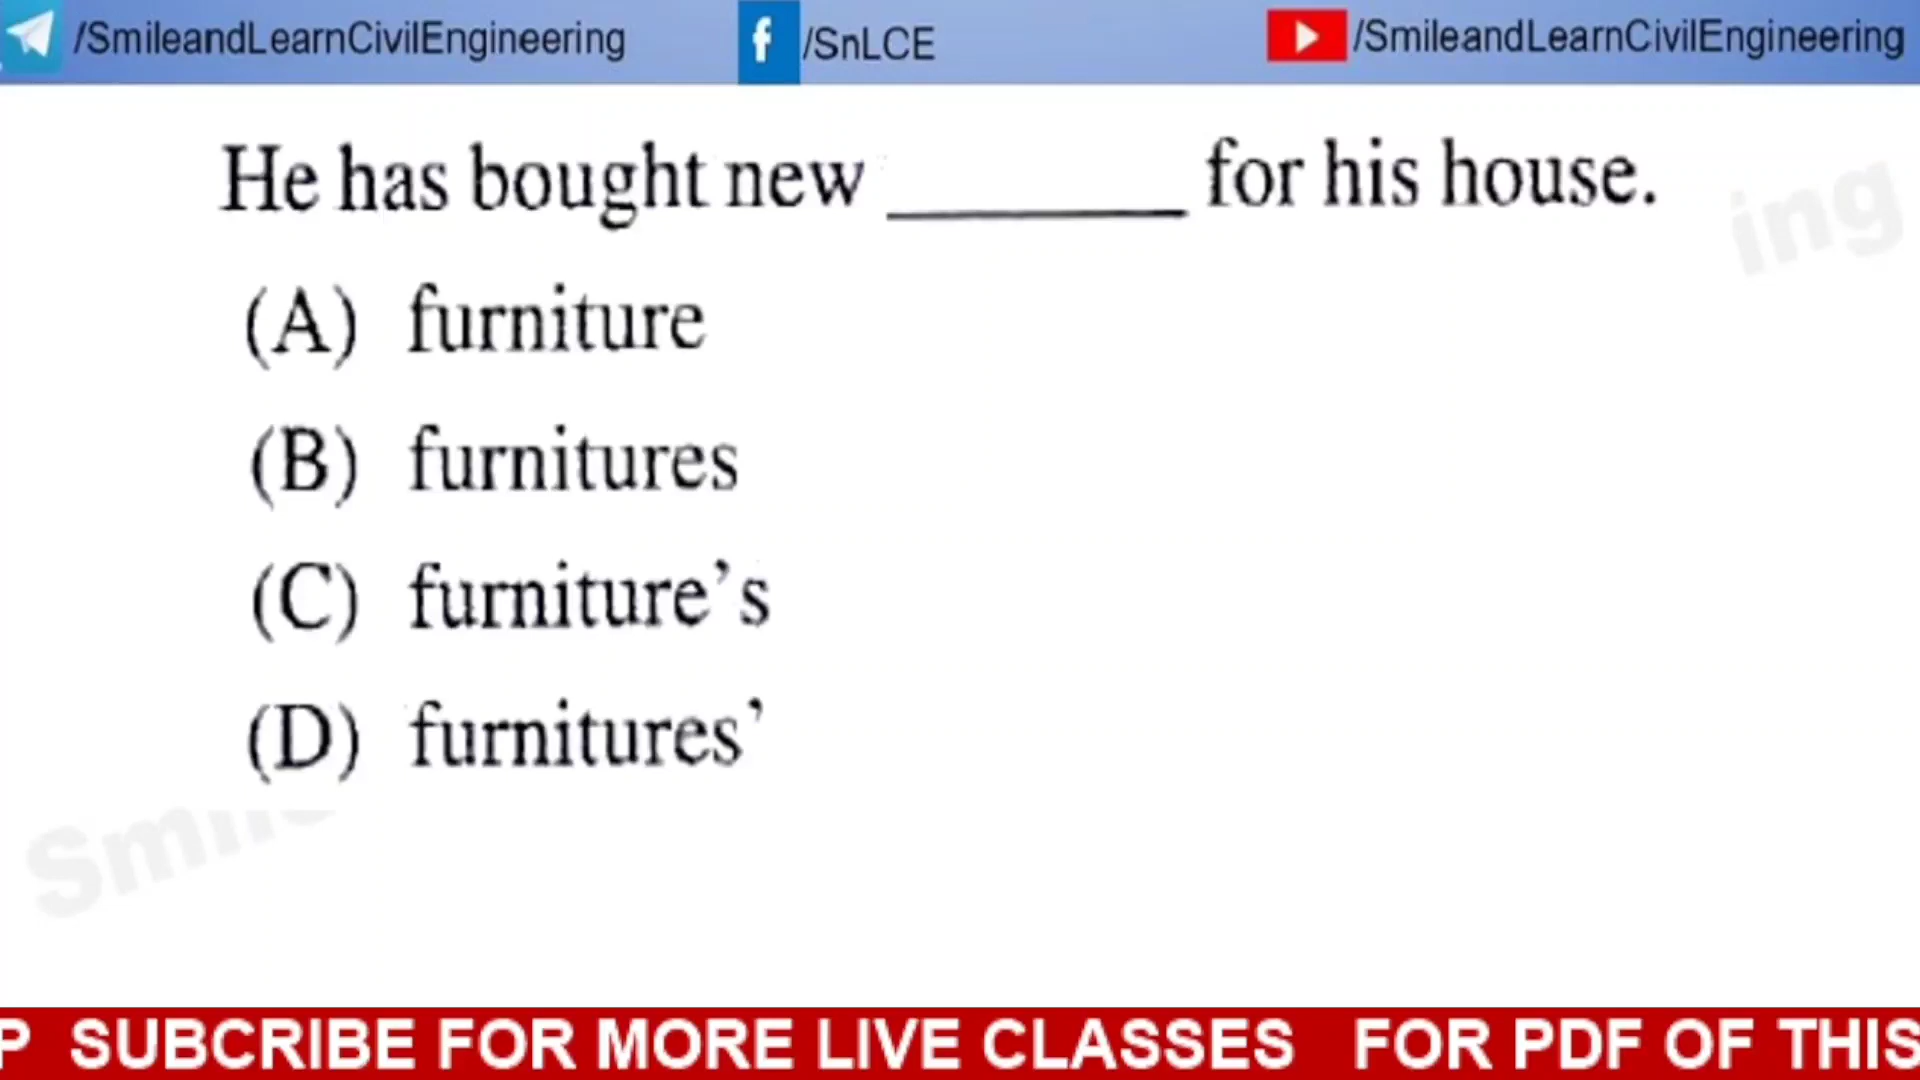 /SmileandLearnCivilEngineering /SnLCE /SmileandLearnCivilEngineering
He has bought new ________ for his house.
(A) furniture
(B) furnitures
(C) furniture’s
(D) furnitures’
ing
P SUBCRIBE FOR MORE LIVE CLASSES FOR PDF OF THIS